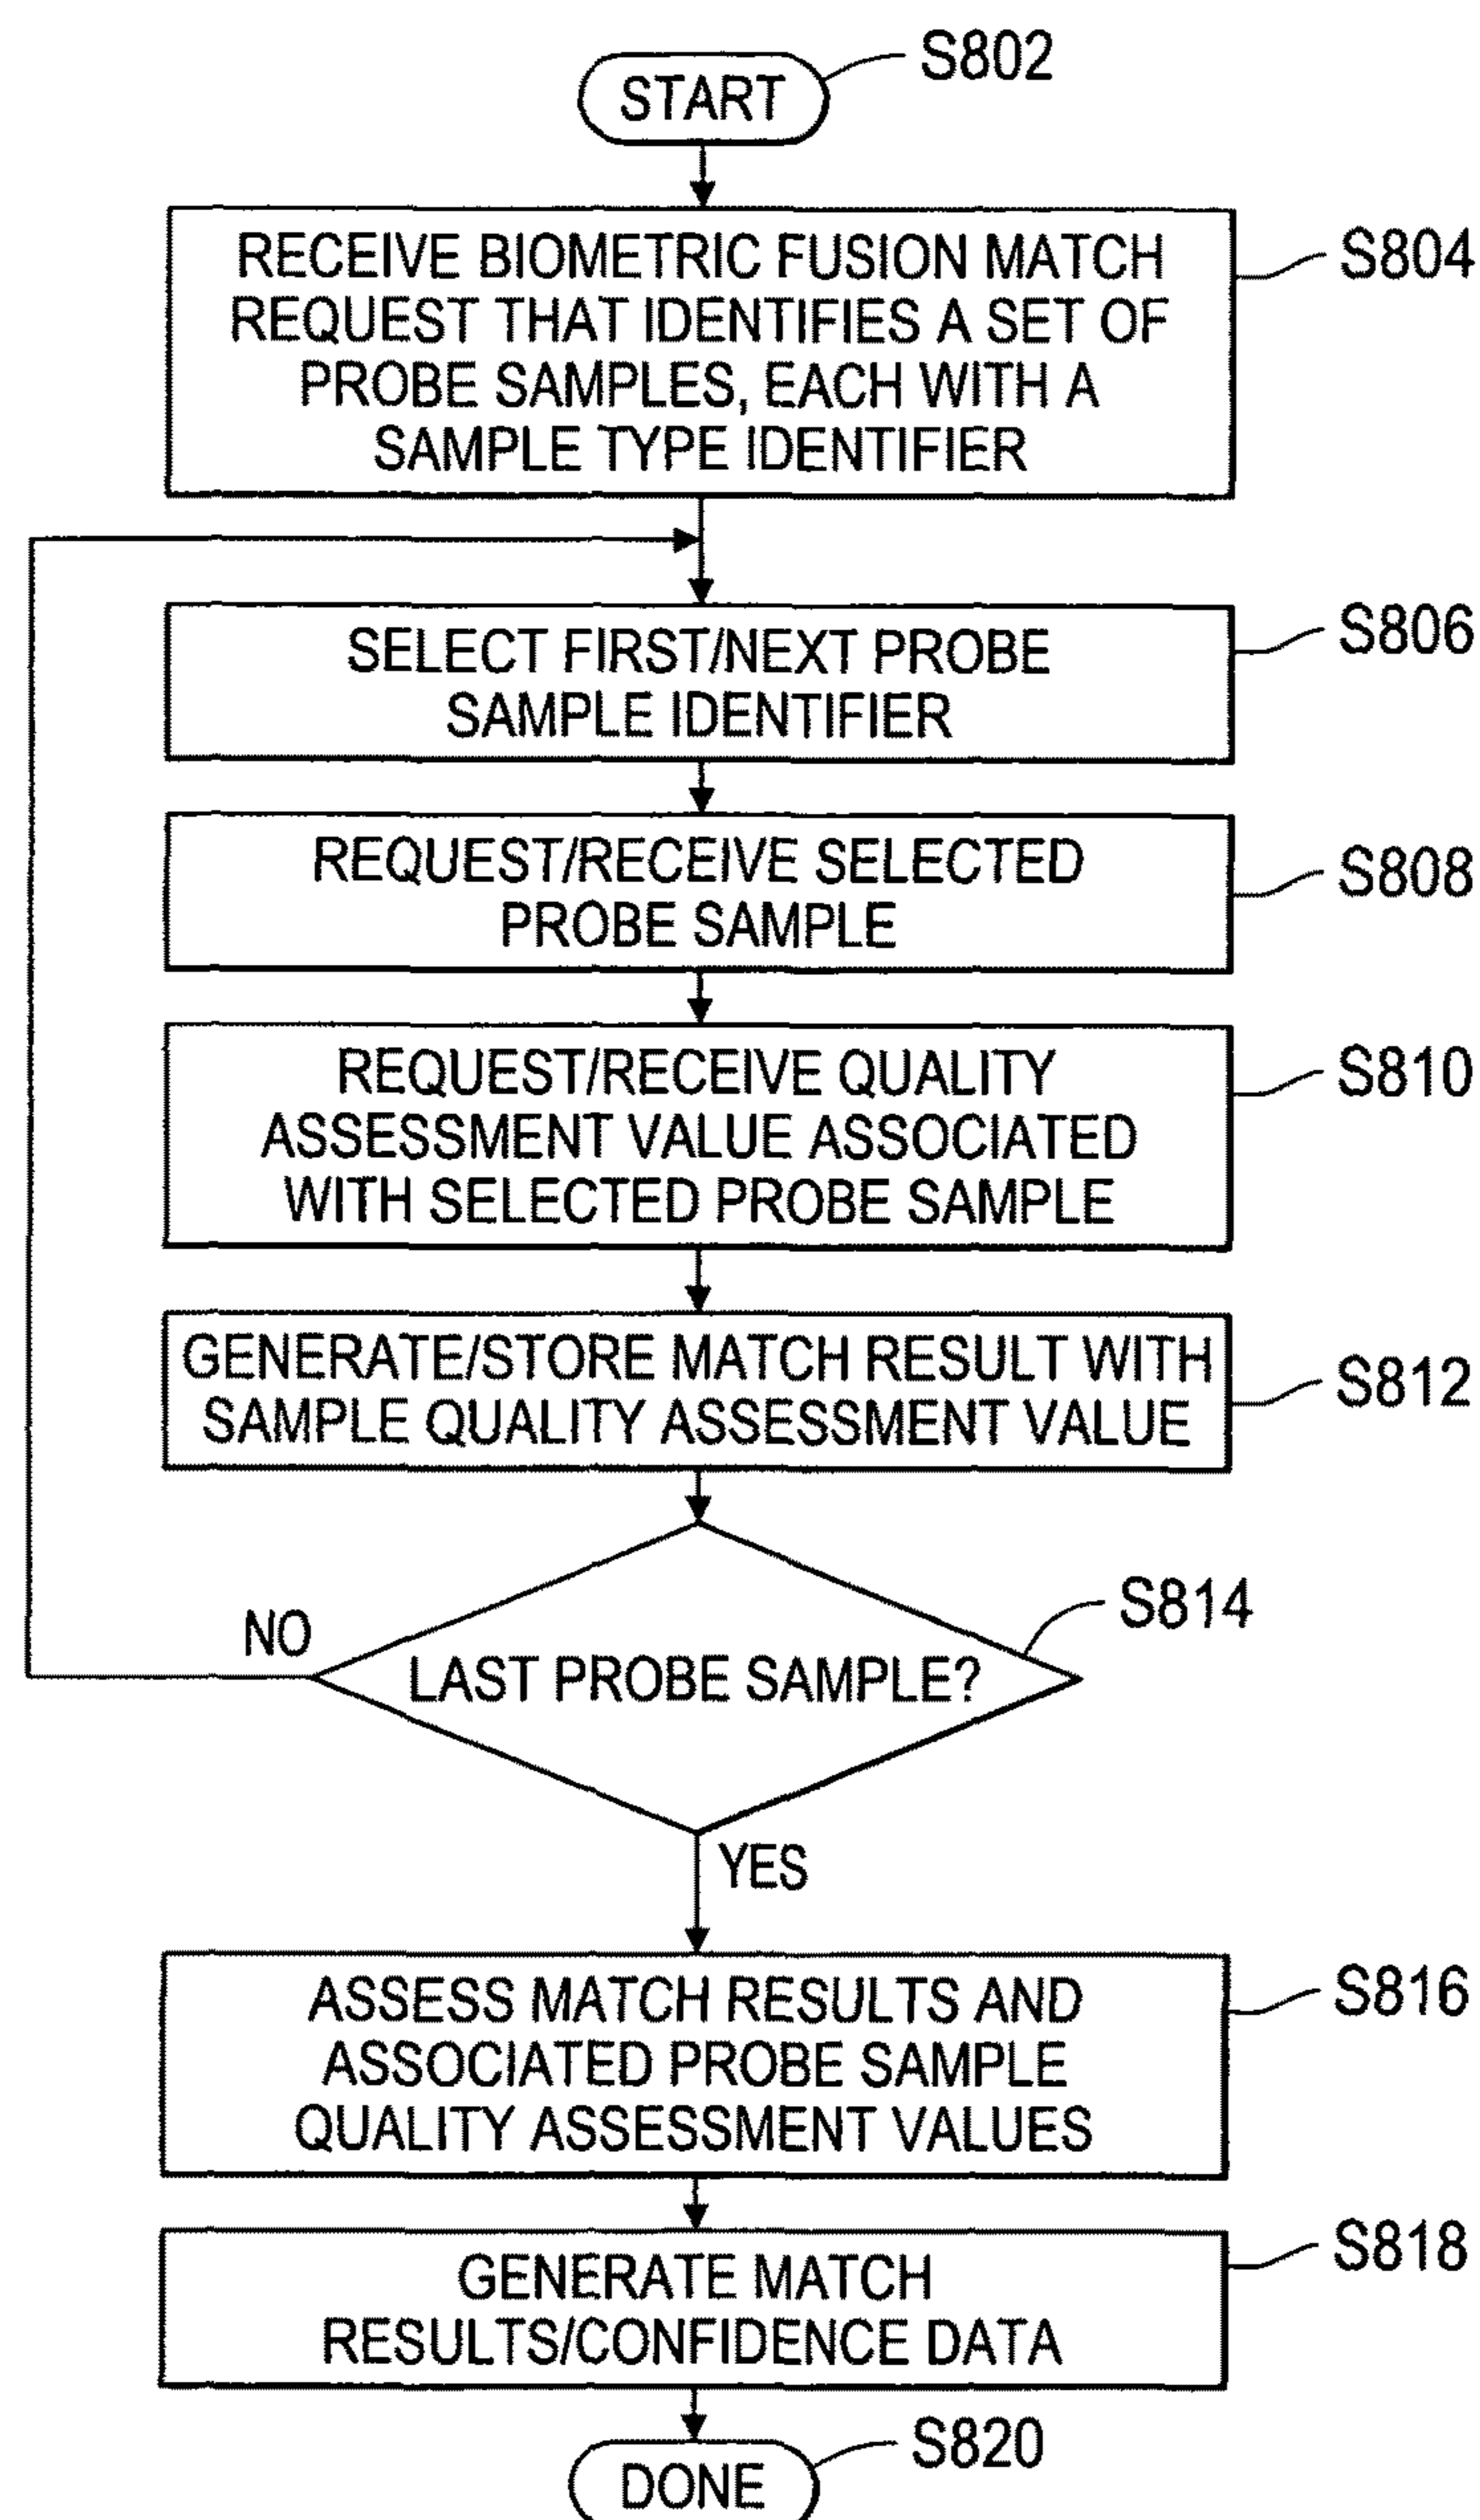 START
S802
RECEIVE BIOMETRIC FUSION MATCH
REQUEST THAT IDENTIFIES A SET OF
PROBE SAMPLES, EACH WITH A
SAMPLE TYPE IDENTIFIER
S804
SELECT FIRST/NEXT PROBE
SAMPLE IDENTIFIER
S806
REQUEST/RECEIVE SELECTED
PROBE SAMPLE
S808
REQUEST/RECEIVE QUALITY
ASSESSMENT VALUE ASSOCIATED
WITH SELECTED PROBE SAMPLE
S810
GENERATE/STORE MATCH RESULT WITH
SAMPLE QUALITY ASSESSMENT VALUE
S812
LAST PROBE SAMPLE?
S814
NO
YES
ASSESS MATCH RESULTS AND
ASSOCIATED PROBE SAMPLE
QUALITY ASSESSMENT VALUES
S816
GENERATE MATCH
RESULTS/CONFIDENCE DATA
S818
DONE
S820